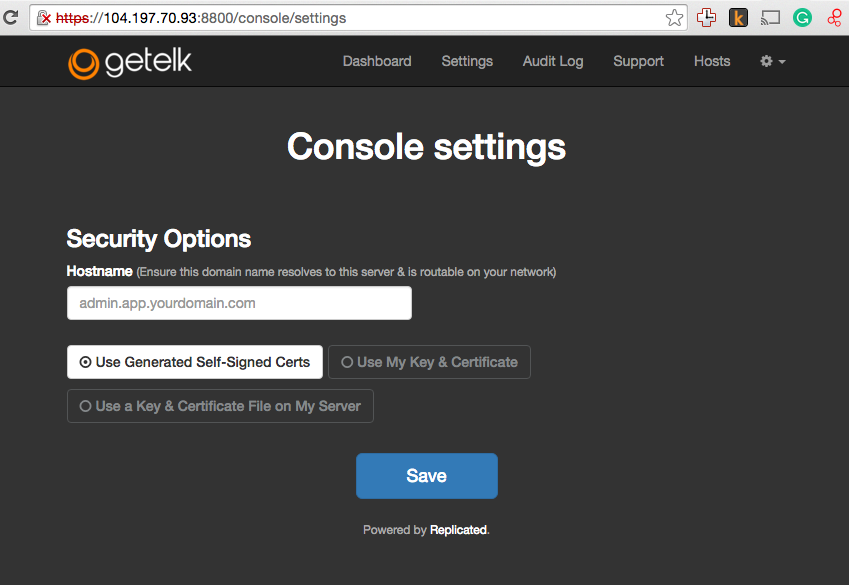 https://104.197.70.93:8800/console/settings
getelk Dashboard Settings Audit Log Support Hosts
Console settings
Security Options
Hostname (Ensure this domain name resolves to this server & is routable on your network)
admin.app.yourdomain.com
Use Generated Self-Signed Certs Use My Key & Certificate
Use a Key & Certificate File on My Server
Save
Powered by Replicated.